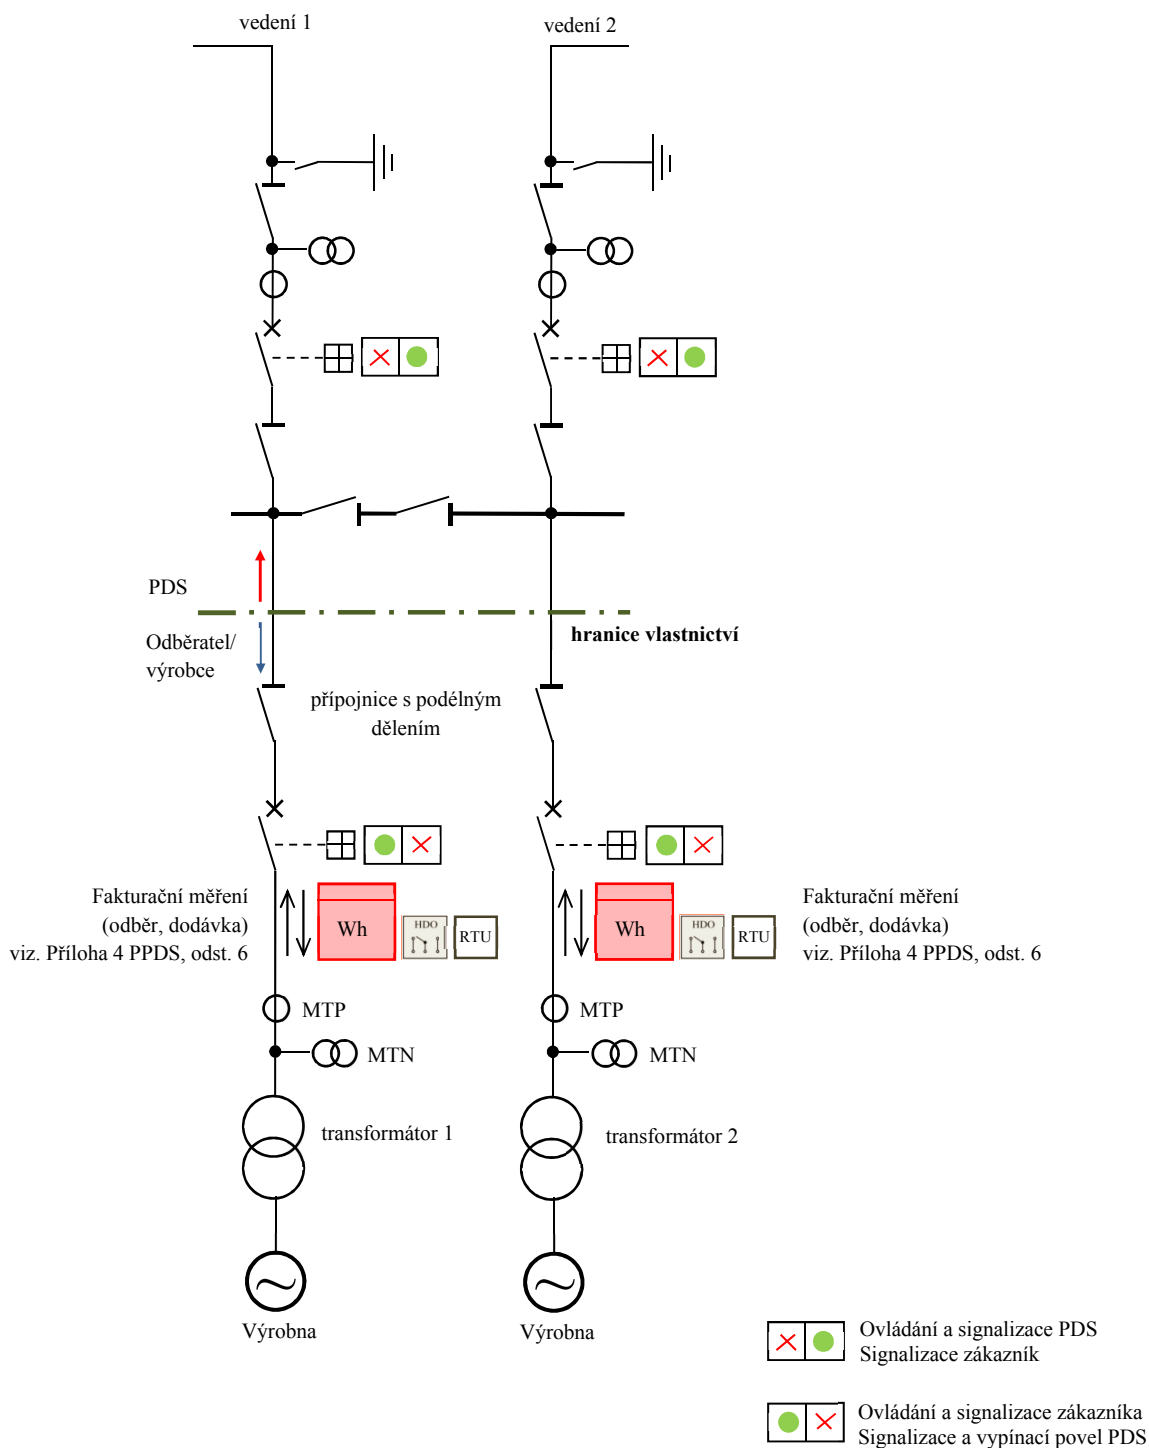 vedení 1
vedení 2
PDS
Odběratel/
výrobce
hranice vlastnictví
přípojnice s podélným
dělením
Fakturační měření
(odběr, dodávka)
viz. Příloha 4 PPDS, odst. 6
Wh
HDO
RTU
Wh
HDO
RTU
Fakturační měření
(odběr, dodávka)
viz. Příloha 4 PPDS, odst. 6
MTP
MTP
MTN
MTN
transformátor 1
transformátor 2
Výrobna
Výrobna
Ovládání a signalizace PDS
Signalizace zákazník
Ovládání a signalizace zákazníka
Signalizace a vypínací povel PDS